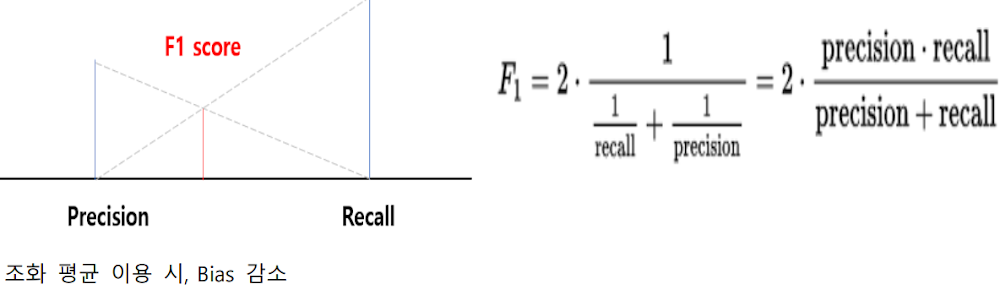 F1 score
Precision
Recall
조화 평균 이용 시, Bias 감소
F₁ = 2 · 1 / (1/recall + 1/precision) = 2 · (precision · recall) / (precision + recall)